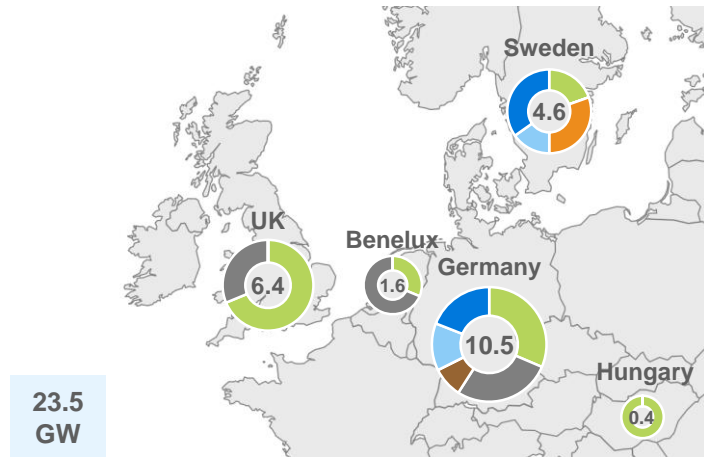 Sweden
4.6
UK
6.4
Benelux
1.6
Germany
10.5
Hungary
0.4
23.5
GW